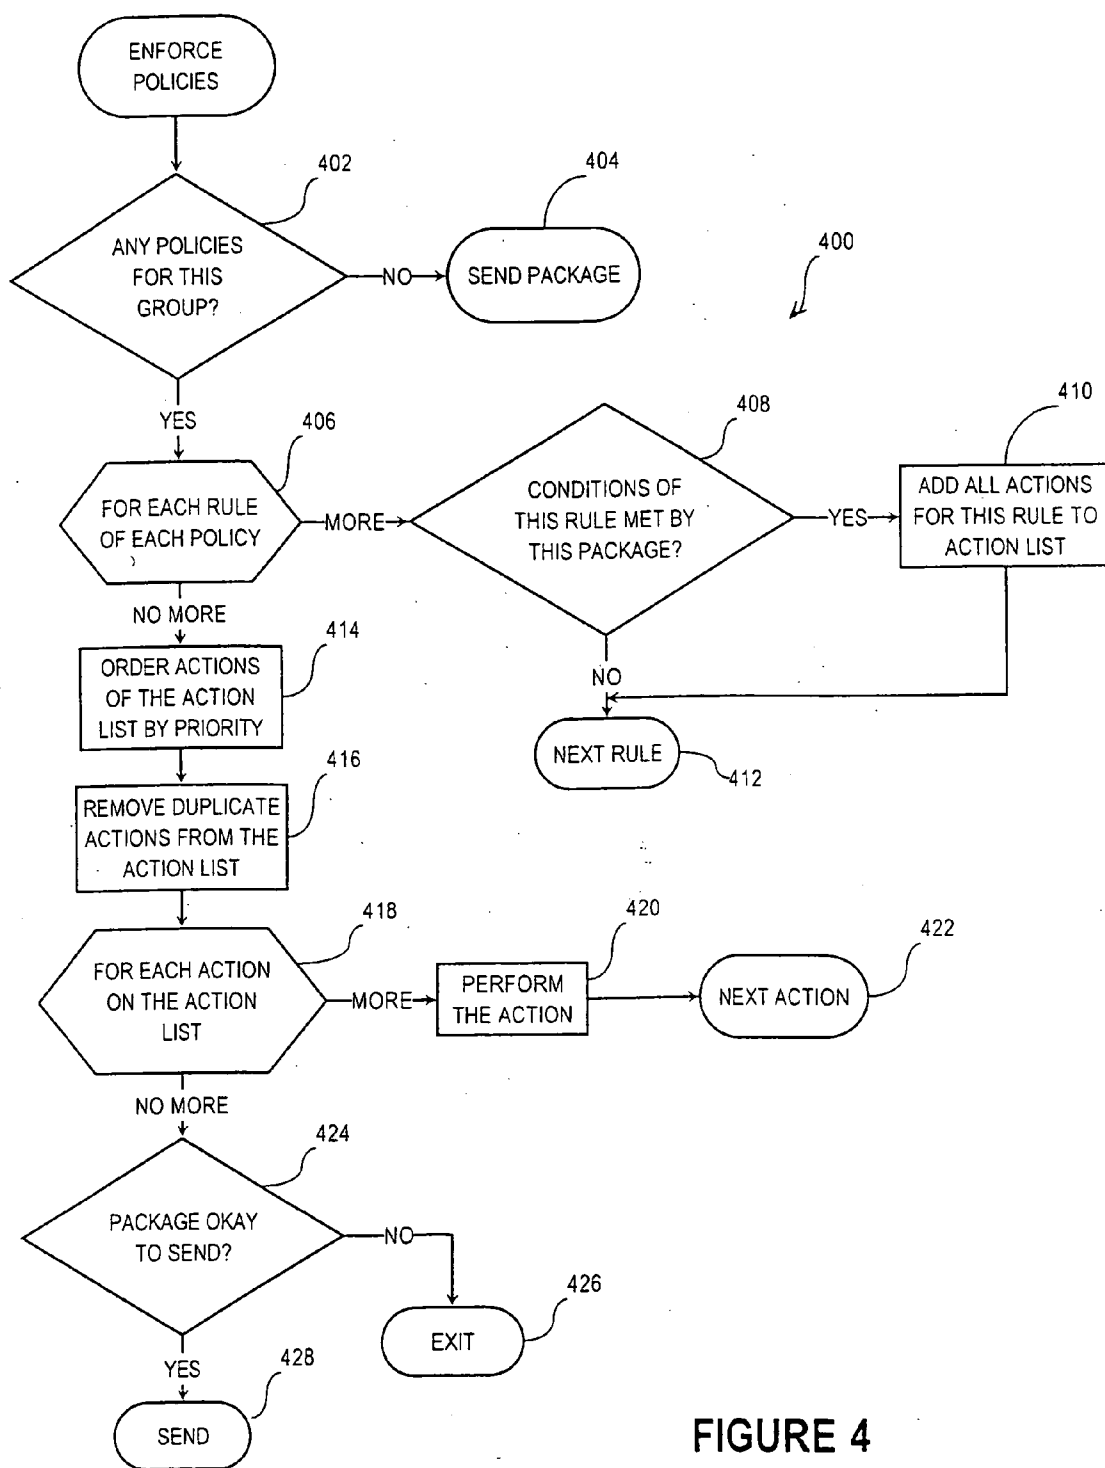 ENFORCE
POLICIES
402
ANY POLICIES
FOR THIS
GROUP?
NO
404
SEND PACKAGE
400
YES
406
FOR EACH RULE
OF EACH POLICY
MORE
408
CONDITIONS OF
THIS RULE MET BY
THIS PACKAGE?
YES
410
ADD ALL ACTIONS
FOR THIS RULE TO
ACTION LIST
NO
NEXT RULE
412
NO MORE
414
ORDER ACTIONS
OF THE ACTION
LIST BY PRIORITY
416
REMOVE DUPLICATE
ACTIONS FROM THE
ACTION LIST
418
FOR EACH ACTION
ON THE ACTION
LIST
MORE
420
PERFORM
THE ACTION
422
NEXT ACTION
NO MORE
424
PACKAGE OKAY
TO SEND?
NO
426
EXIT
YES
428
SEND
FIGURE 4